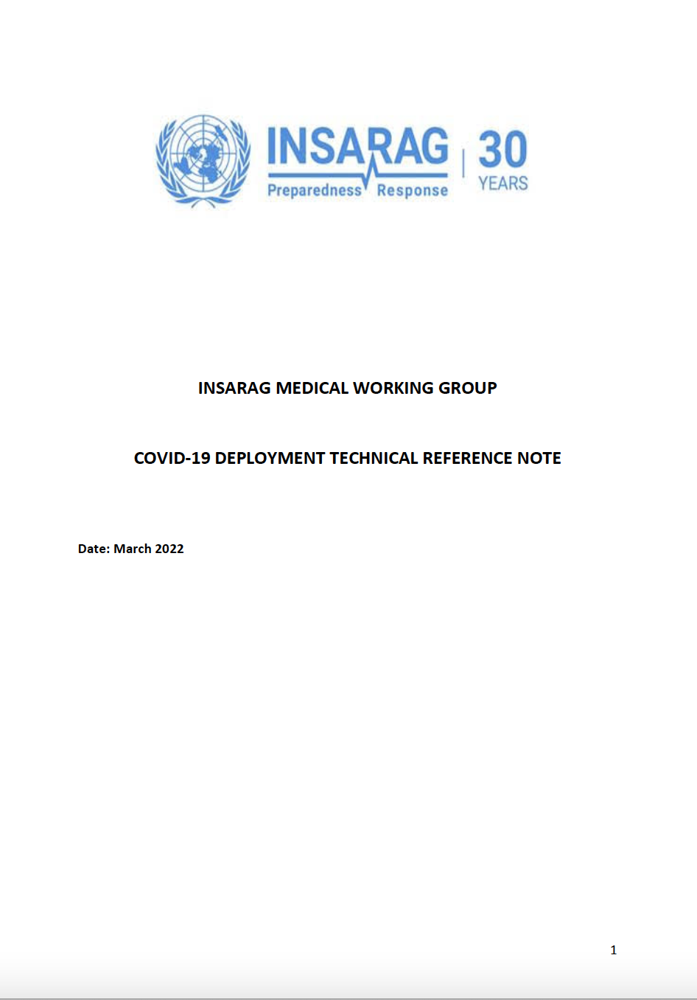 INSARAG | 30
Preparedness Response YEARS
INSARAG MEDICAL WORKING GROUP
COVID-19 DEPLOYMENT TECHNICAL REFERENCE NOTE
Date: March 2022
1